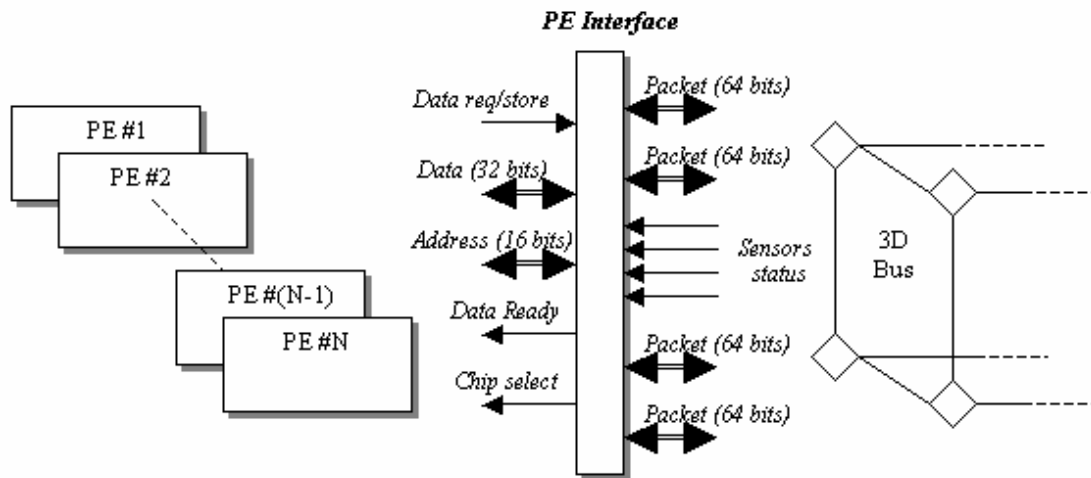 PE Interface
PE #1
PE #2
PE #(N-1)
PE #N
Data req/store
Data (32 bits)
Address (16 bits)
Data Ready
Chip select
Packet (64 bits)
Packet (64 bits)
Sensors
status
Packet (64 bits)
Packet (64 bits)
3D
Bus